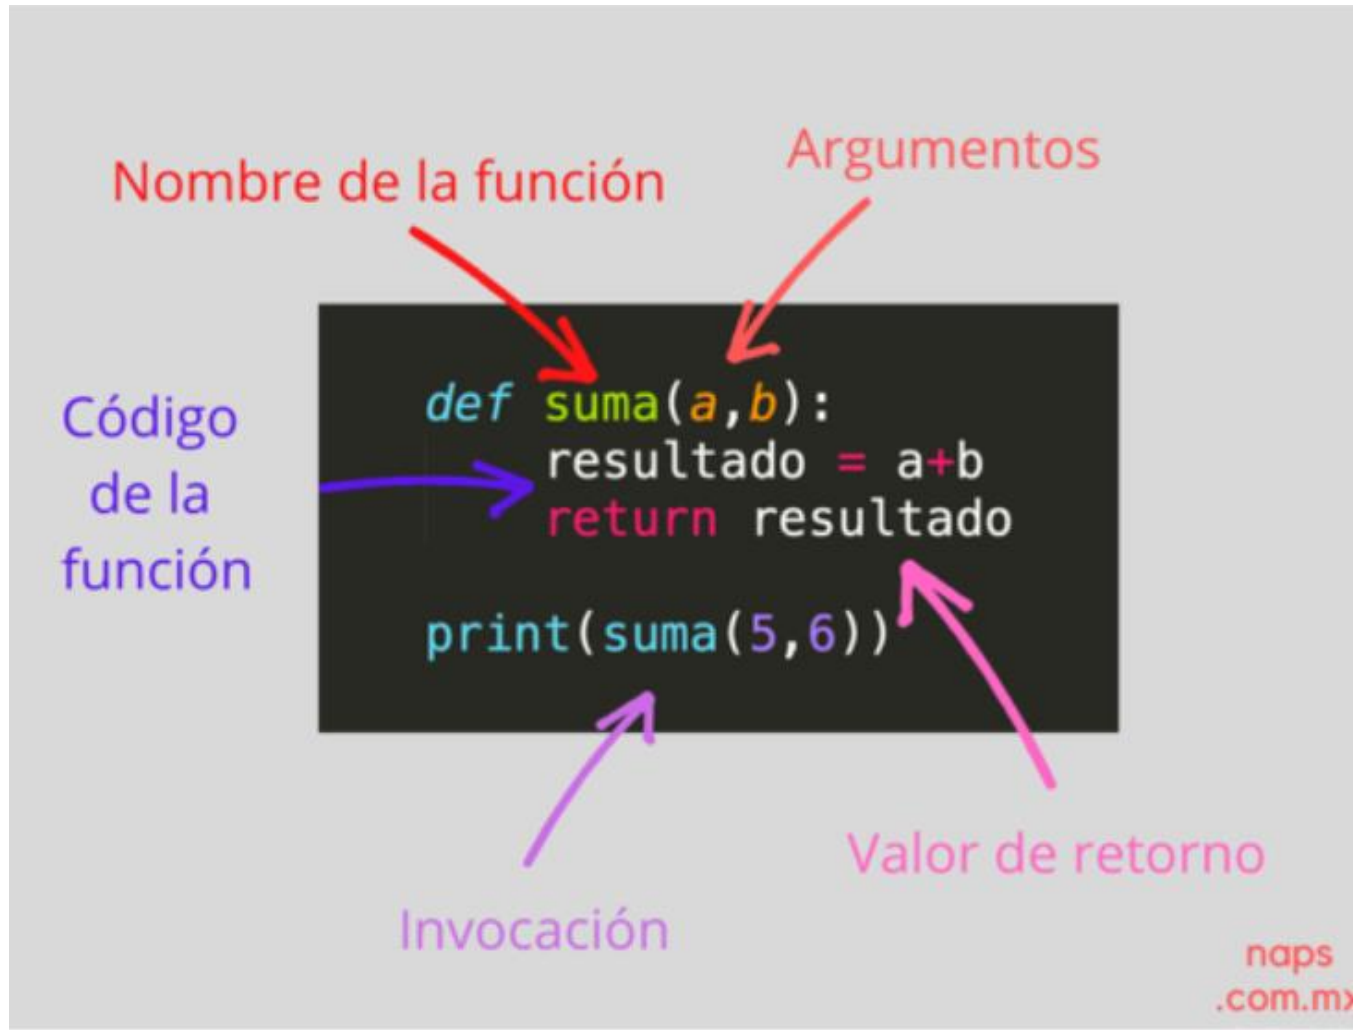 Argumentos
Nombre de la función
def suma(a,b):
resultado = a+b
return resultado
print(suma(5,6))
Código
de la
función
Valor de retorno
Invocación
naps
.com.mx